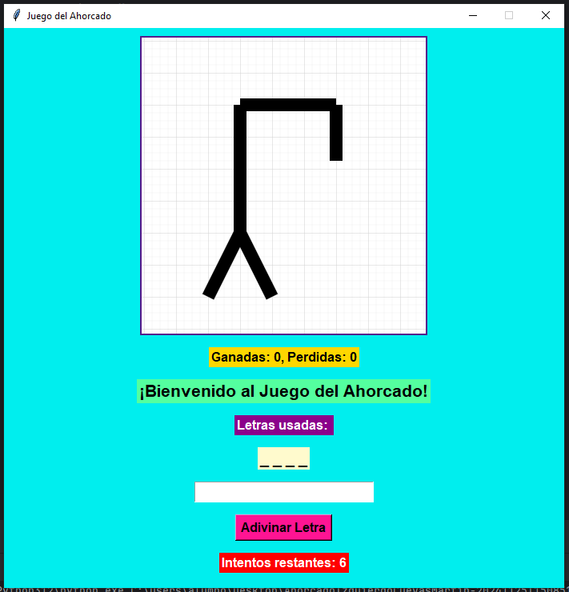 Juego del Ahorcado
Ganadas: 0, Perdidas: 0
¡Bienvenido al Juego del Ahorcado!
Letras usadas:
_ _ _ _
Adivinar Letra
Intentos restantes: 6